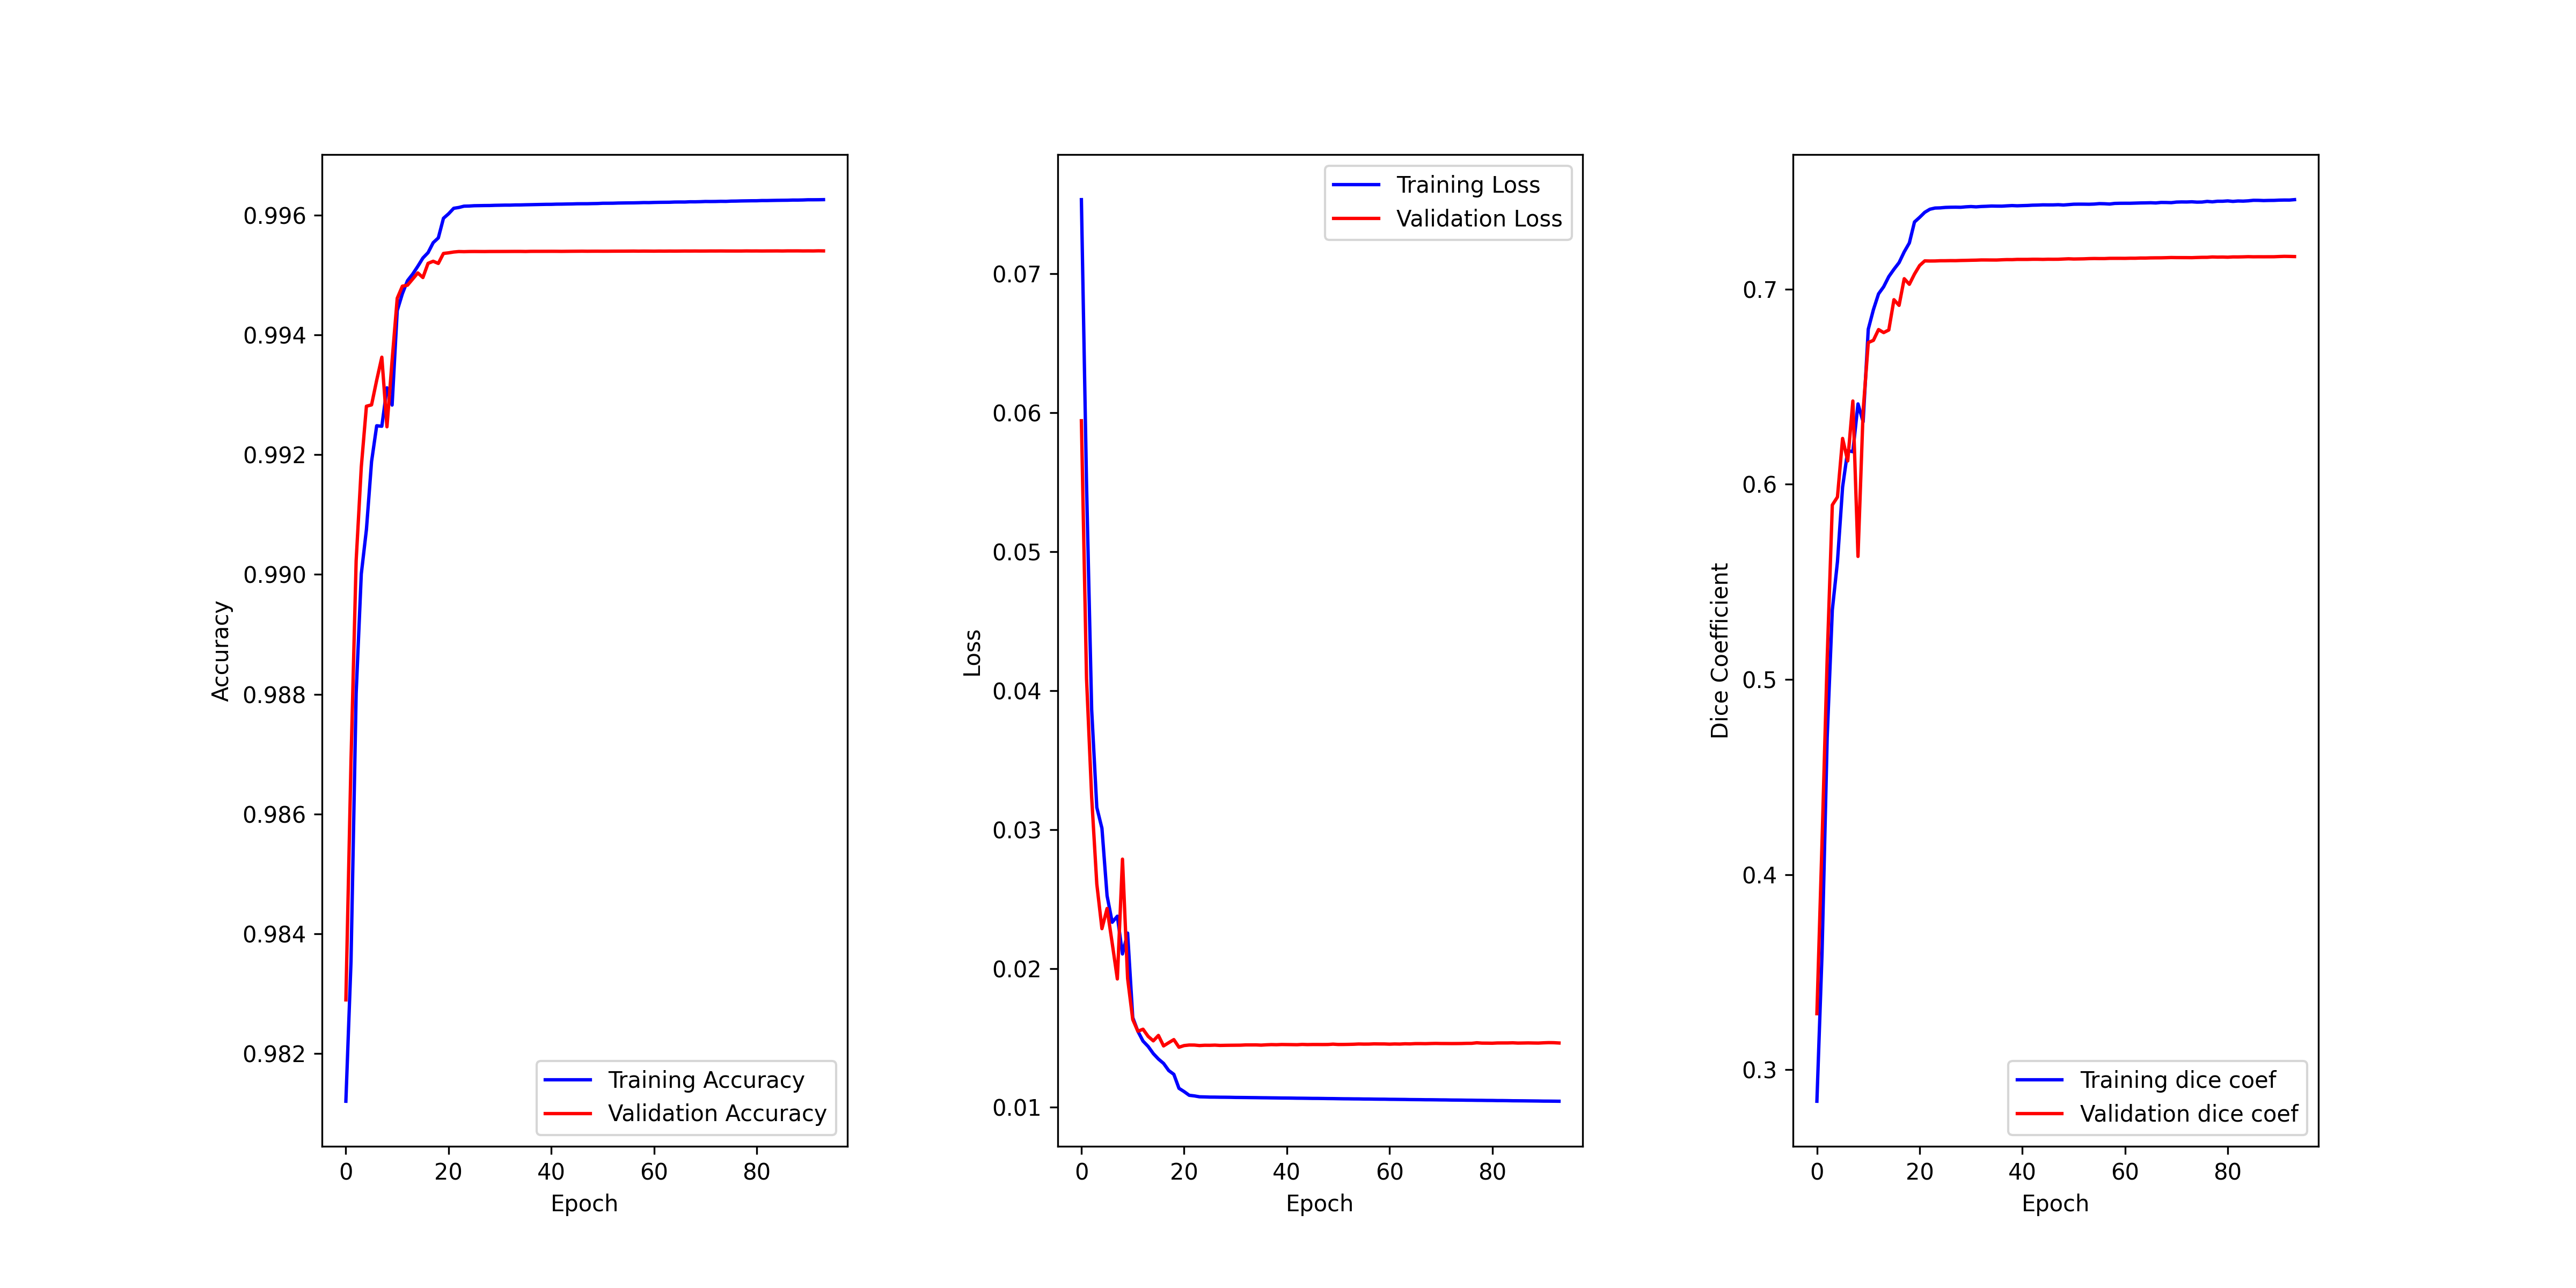 Accuracy
0.996
0.994
0.992
0.990
0.988
0.986
0.984
0.982
0 20 40 60 80
Epoch
Training Accuracy
Validation Accuracy
Loss
0.07
0.06
0.05
0.04
0.03
0.02
0.01
0 20 40 60 80
Epoch
Training Loss
Validation Loss
Dice Coefficient
0.7
0.6
0.5
0.4
0.3
0 20 40 60 80
Epoch
Training dice coef
Validation dice coef